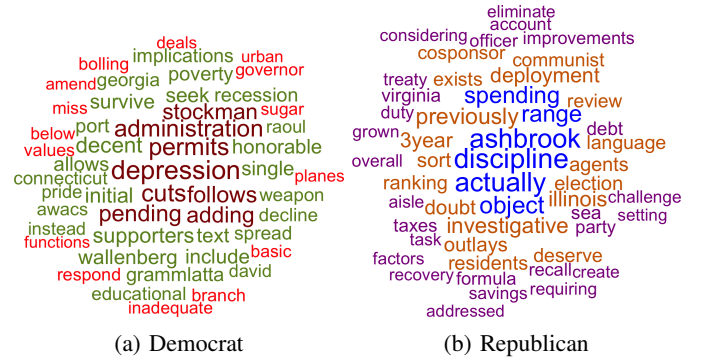 deals
implications urban
bolling poverty governor
amend georgia
survive seek recession
miss stockman sugar
port administration raoul
below
values decent permits honorable
allows depression single
connecticut planes
pride initial cuts follows weapon
awacs pending adding decline
instead
functions supporters text spread
wallenberg include basic
respond grammlatta david
educational branch
inadequate
(a) Democrat
eliminate
account
considering officer improvements
cosponsor communist
treaty exists deployment
virginia spending review
duty previously range
grown 3year ashbrook debt
language
overall sort discipline agents
ranking actually election
aisle doubt object illinois challenge
taxes investigative sea setting
party
task outlays
factors residents deserve
recovery formula recall create
savings requiring
addressed
(b) Republican